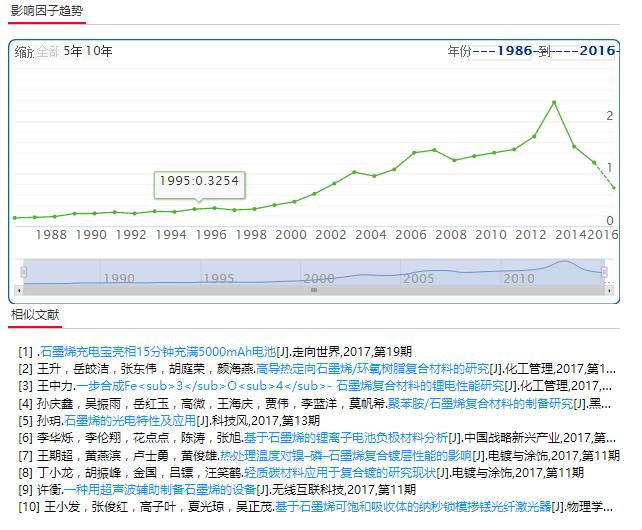 影响因子趋势
缩放 全部 5年 10年 年份----1986--到-----2016-
2
1995:0.3254
1
0
1988 1990 1992 1994 1996 1998 2000 2002 2004 2006 2008 2010 2012 2014 2016
1990 1995 2000 2005 2010
相似文献
[1] .石墨烯充电宝亮相15分钟充满5000mAh电池[J].走向世界,2017,第19期
[2] 王升，岳皎洁，张东伟，胡庭荣，颜海燕.高导热定向石墨烯/环氧树脂复合材料的研究[J].化工管理,2017,第1...
[3] 王中力.一步合成Fe<sub>3</sub>O<sub>4</sub>- 石墨烯复合材料的锂电性能研究[J].化工管理,2017,...
[4] 孙庆鑫，吴振雨，岳红玉，高微，王海庆，贾伟，李蓝洋，莫帆希.聚苯胺/石墨烯复合材料的制备研究[J].黑...
[5] 孙玥.石墨烯的光电特性及应用[J].科技风,2017,第13期
[6] 李华烁，李伦翔，花点点，陈涛，张旭.基于石墨烯的锂离子电池负极材料分析[J].中国战略新兴产业,2017,第...
[7] 王期超，黄燕滨，卢士勇，黄俊雄.热处理温度对镍–磷–石墨烯复合镀层性能的影响[J].电镀与涂饰,2017,第11期
[8] 丁小龙，胡振峰，金国，吕镖，汪笑鹤.轻质碳材料应用于复合镀的研究现状[J].电镀与涂饰,2017,第11期
[9] 许衡.一种用超声波辅助制备石墨烯的设备[J].无线互联科技,2017,第11期
[10] 王小发，张俊红，高子叶，夏光琼，吴正茂.基于石墨烯可饱和吸收体的纳秒锁模掺铥光纤激光器[J].物理学...